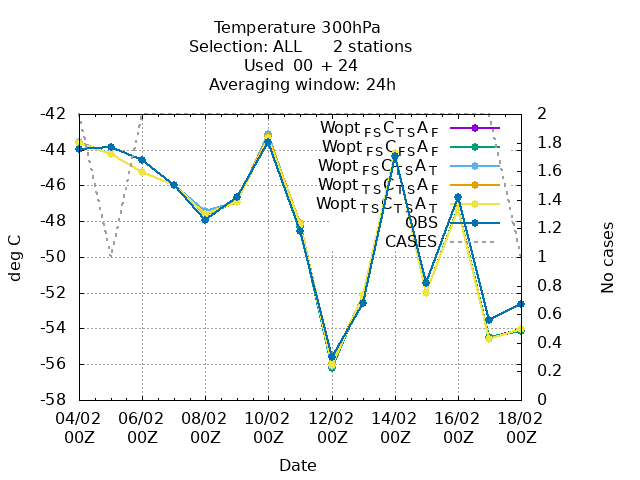 Temperature 300hPa
Selection: ALL 2 stations
Used 00 + 24
Averaging window: 24h
-42 2
Wopt FS C TS A F
Wopt FS C FS A F
-44 1.8
Wopt FS C TS A T
-46 1.6
Wopt TS C TS A F
Wopt TS C TS A T
-48 1.4
OBS
-50 1.2
CASES
-52 1
-54 0.8
-56 0.6
-58 0.4
0.2
0
deg C
No cases
04/02 06/02 08/02 10/02 12/02 14/02 16/02 18/02
00Z 00Z 00Z 00Z 00Z 00Z 00Z 00Z
Date